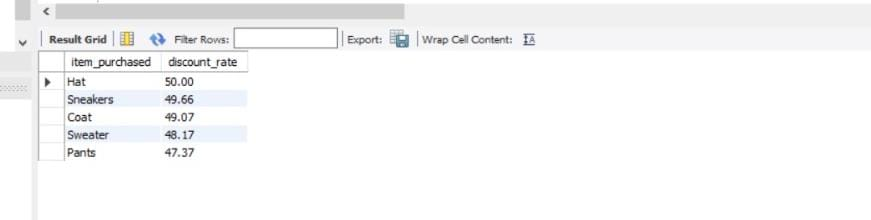 Result Grid Filter Rows: Export: Wrap Cell Content: IA
item_purchased discount_rate
Hat 50.00
Sneakers 49.66
Coat 49.07
Sweater 48.17
Pants 47.37